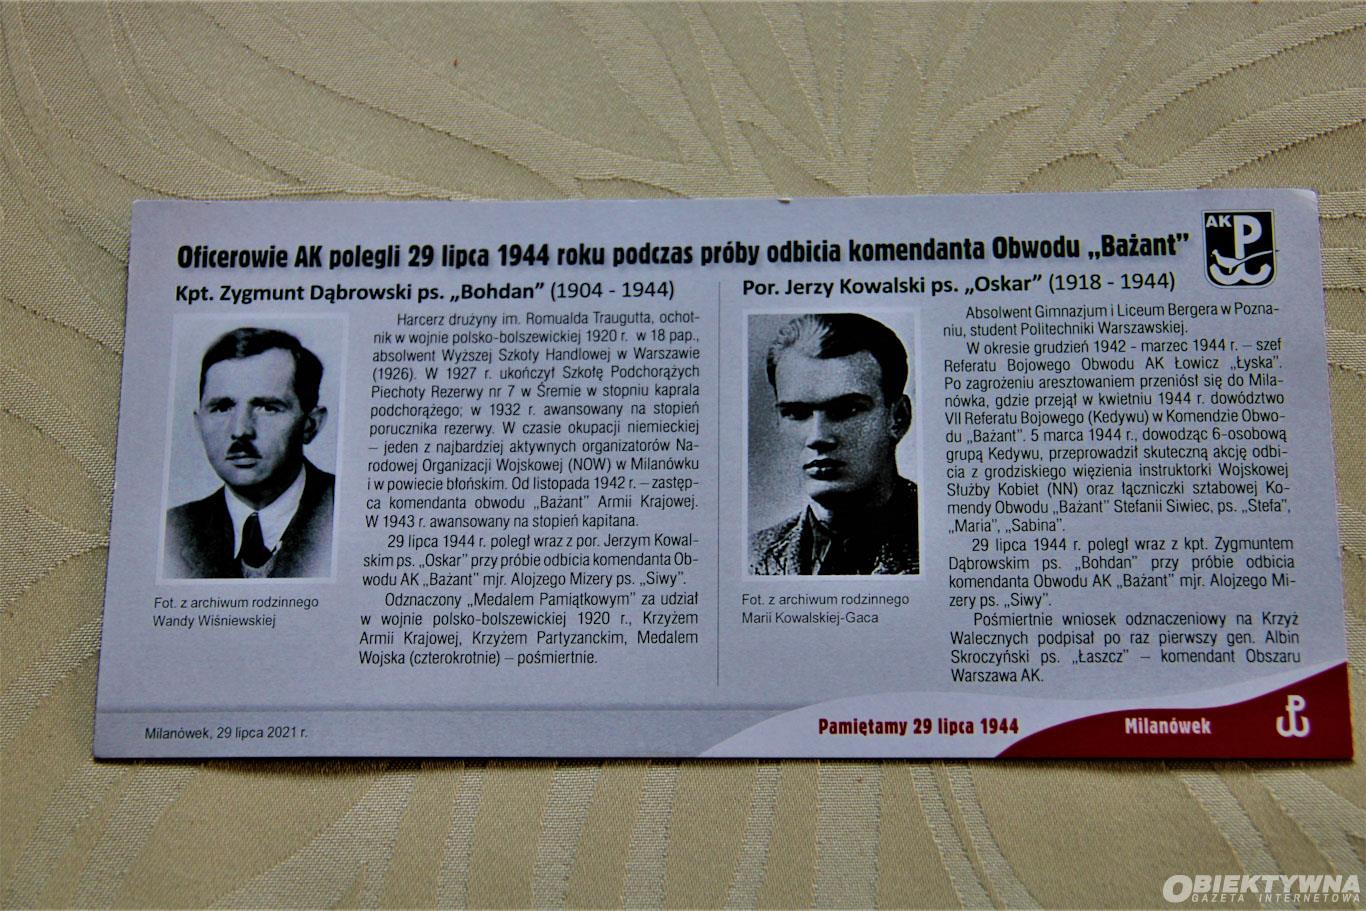 Oficerowie AK polegli 29 lipca 1944 roku podczas próby odbicia komendanta Obwodu „Bażant”
AK
Kpt. Zygmunt Dąbrowski ps. „Bohdan” (1904 - 1944)
Harcerz drużyny im. Romualda Traugutta, ochot-
nik w wojnie polsko-bolszewickiej 1920 r. w 18 pap.,
absolwent Wyższej Szkoły Handlowej w Warszawie
(1926). W 1927 r. ukończył Szkołę Podchorążych
Piechoty Rezerwy nr 7 w Śremie w stopniu kaprala
podchorążego; w 1932 r. awansowany na stopień
porucznika rezerwy. W czasie okupacji niemieckiej
– jeden z najbardziej aktywnych organizatorów Na-
rodowej Organizacji Wojskowej (NOW) w Milanówku
i w powiecie błońskim. Od listopada 1942 r. – zastęp-
ca komendanta obwodu „Bażant” Armii Krajowej.
W 1943 r. awansowany na stopień kapitana.
29 lipca 1944 r. poległ wraz z por. Jerzym Kowal-
skim ps. „Oskar” przy próbie odbicia komendanta Ob-
wodu AK „Bażant” mjr. Alojzego Mizery ps. „Siwy”.
Odznaczony „Medalem Pamiątkowym” za udział
w wojnie polsko-bolszewickiej 1920 r., Krzyżem
Armii Krajowej, Krzyżem Partyzanckim, Medalem
Wojska (czterokrotnie) – pośmiertnie.
Fot. z archiwum rodzinnego
Wandy Wiśniewskiej
Por. Jerzy Kowalski ps. „Oskar” (1918 - 1944)
Absolwent Gimnazjum i Liceum Bergera w Pozna-
niu, student Politechniki Warszawskiej.
W okresie grudzień 1942 - marzec 1944 r. – szef
Referatu Bojowego Obwodu AK Łowicz „Łyska”.
Po zagrożeniu aresztowaniem przeniósł się do Mila-
nówka, gdzie przejął w kwietniu 1944 r. dowództwo
VII Referatu Bojowego (Kedywu) w Komendzie Obwo-
du „Bażant”. 5 marca 1944 r., dowodząc 6-osobową
grupą Kedywu, przeprowadził skuteczną akcję odbi-
cia z grodziskiego więzienia instruktorki Wojskowej
Służby Kobiet (NN) oraz łączniczki sztabowej Ko-
mendy Obwodu „Bażant” Stefanii Siwiec, ps. „Stefa”,
„Maria”, „Sabina”.
29 lipca 1944 r. poległ wraz z kpt. Zygmuntem
Dąbrowskim ps. „Bohdan” przy próbie odbicia
komendanta Obwodu AK „Bażant” mjr. Alojzego Mi-
zery ps. „Siwy”.
Pośmiertnie wniosek odznaczeniowy na Krzyż
Walecznych podpisał po raz pierwszy gen. Albin
Skroczyński ps. „Łaszcz” – komendant Obszaru
Warszawa AK.
Fot. z archiwum rodzinnego
Marii Kowalskiej-Gaca
Milanówek, 29 lipca 2021 r.
Pamiętamy 29 lipca 1944
Milanówek
OBIEKTYWNA
GAZETA INTERNETOWA